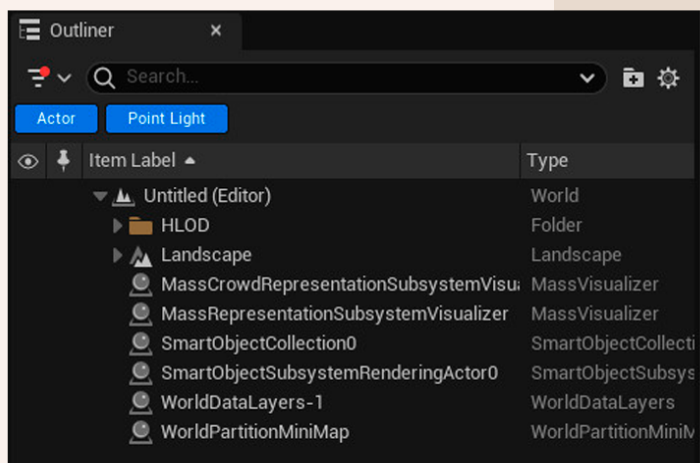 Outliner
Search...
Actor Point Light
Item Label Type
Untitled (Editor) World
HLOD Folder
Landscape Landscape
MassCrowdRepresentationSubsystemVisu MassVisualizer
MassRepresentationSubsystemVisualizer MassVisualizer
SmartObjectCollection0 SmartObjectCollecti
SmartObjectSubsystemRenderingActor0 SmartObjectSubsys
WorldDataLayers-1 WorldDataLayers
WorldPartitionMiniMap WorldPartitionMiniM